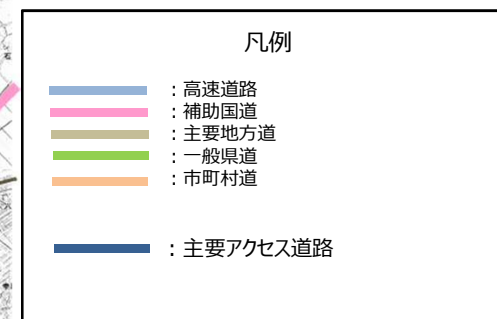 凡例
：高速道路
：補助国道
：主要地方道
：一般県道
：市町村道
：主要アクセス道路